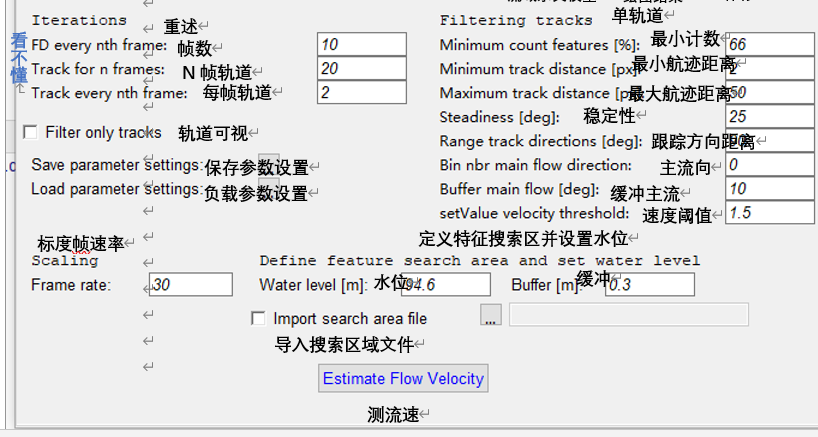 Iterations
重述
FD every nth frame: 10
帧数
Track for n frames: 20
N 帧轨道
Track every nth frame: 2
每帧轨道
看不懂
Filter only tracks
轨道可视
Save parameter settings:
保存参数设置
Load parameter settings:
负载参数设置
Filtering tracks
单轨道
Minimum count features [%]: 66
最小计数
Minimum track distance [px]: 2
最小航迹距离
Maximum track distance [px 50
最大航迹距离
Steadiness [deg]: 25
稳定性
Range track directions [deg]:
跟踪方向距离
Bin nbr main flow direction: 0
主流向
Buffer main flow [deg]: 10
缓冲主流
setValue velocity threshold: 1.5
速度阈值
标度帧速率
Scaling
Frame rate: 30
定义特征搜索区并设置水位
Define feature search area and set water level
Water level [m]: 94.6
水位
Buffer [m]: 0.3
缓冲
Import search area file ...
导入搜索区域文件
Estimate Flow Velocity
测流速